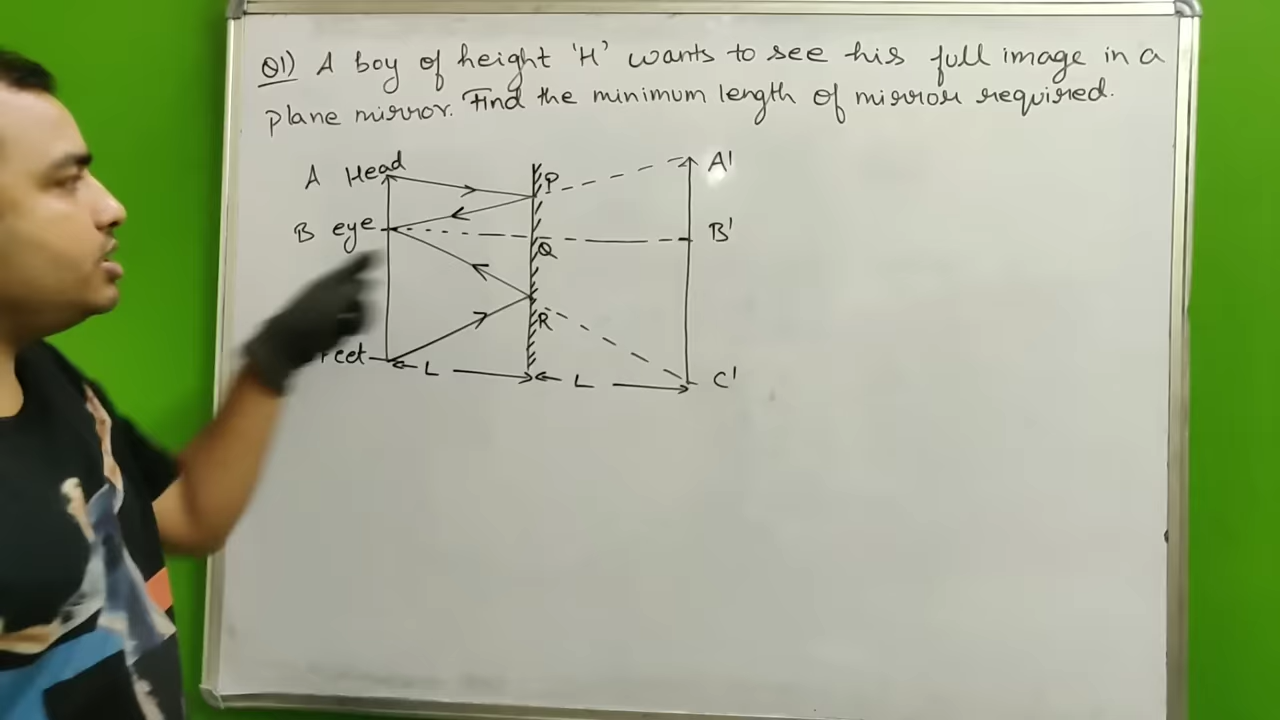 Q1) A boy of height 'H' wants to see his full image in a
plane mirror. Find the minimum length of mirror required.
A Head
P
A'
B eye
Q
B'
R
Feet
L
L
C'